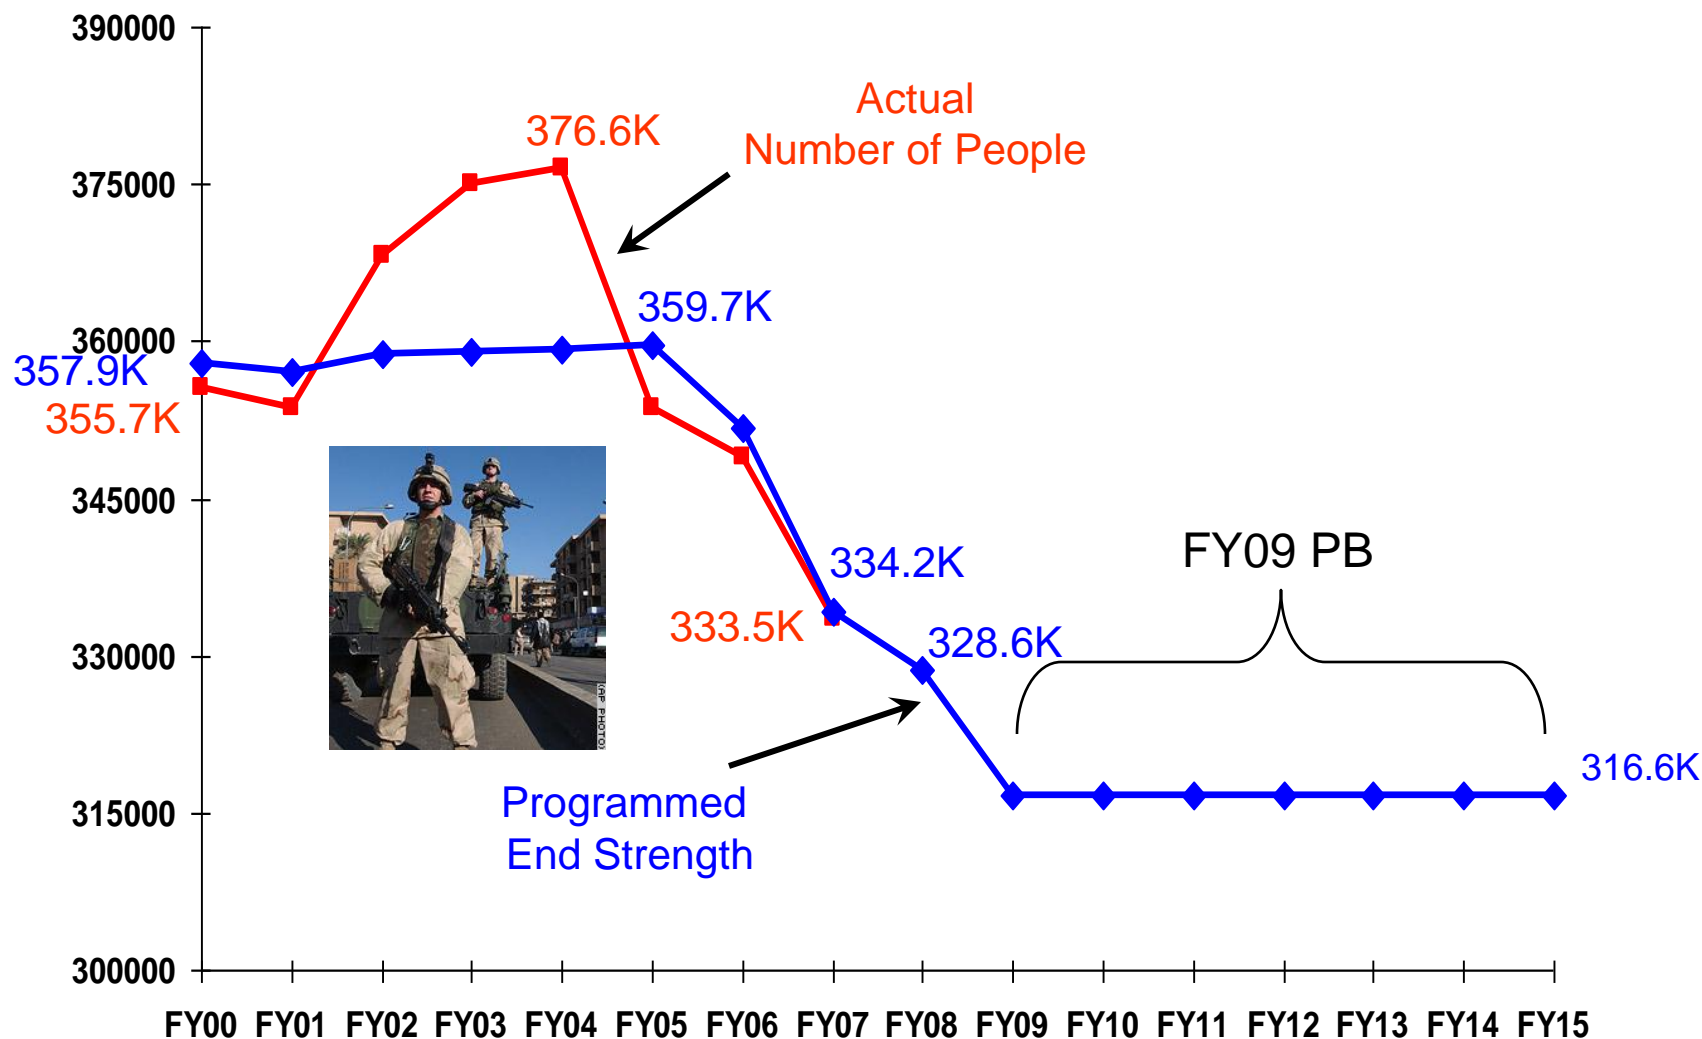 390000
375000
360000
345000
330000
315000
300000
Actual
Number of People
376.6K
359.7K
357.9K
355.7K
334.2K
333.5K
328.6K
FY09 PB
316.6K
Programmed
End Strength
(AP PHOTO)
FY00 FY01 FY02 FY03 FY04 FY05 FY06 FY07 FY08 FY09 FY10 FY11 FY12 FY13 FY14 FY15